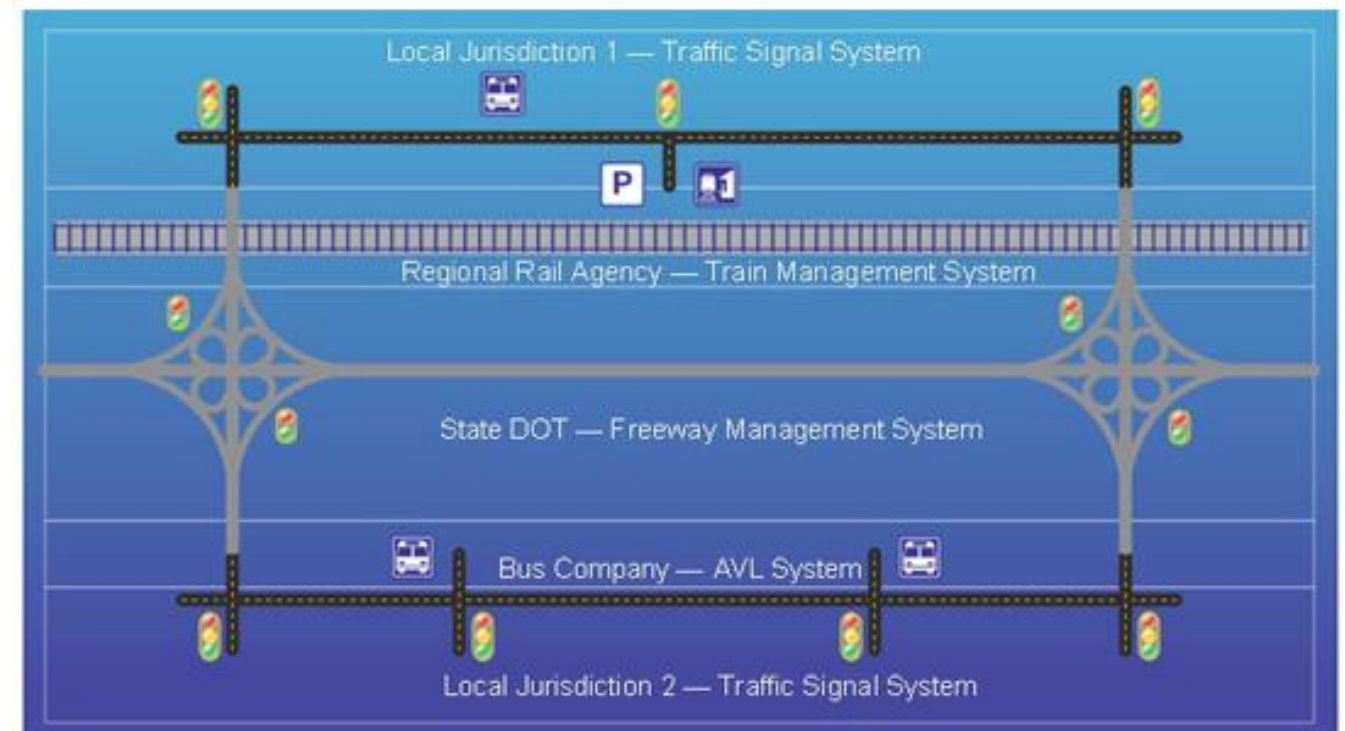 Local Jurisdiction 1 — Traffic Signal System
P
Regional Rail Agency — Train Management System
State DOT — Freeway Management System
Bus Company — AVL System
Local Jurisdiction 2 — Traffic Signal System